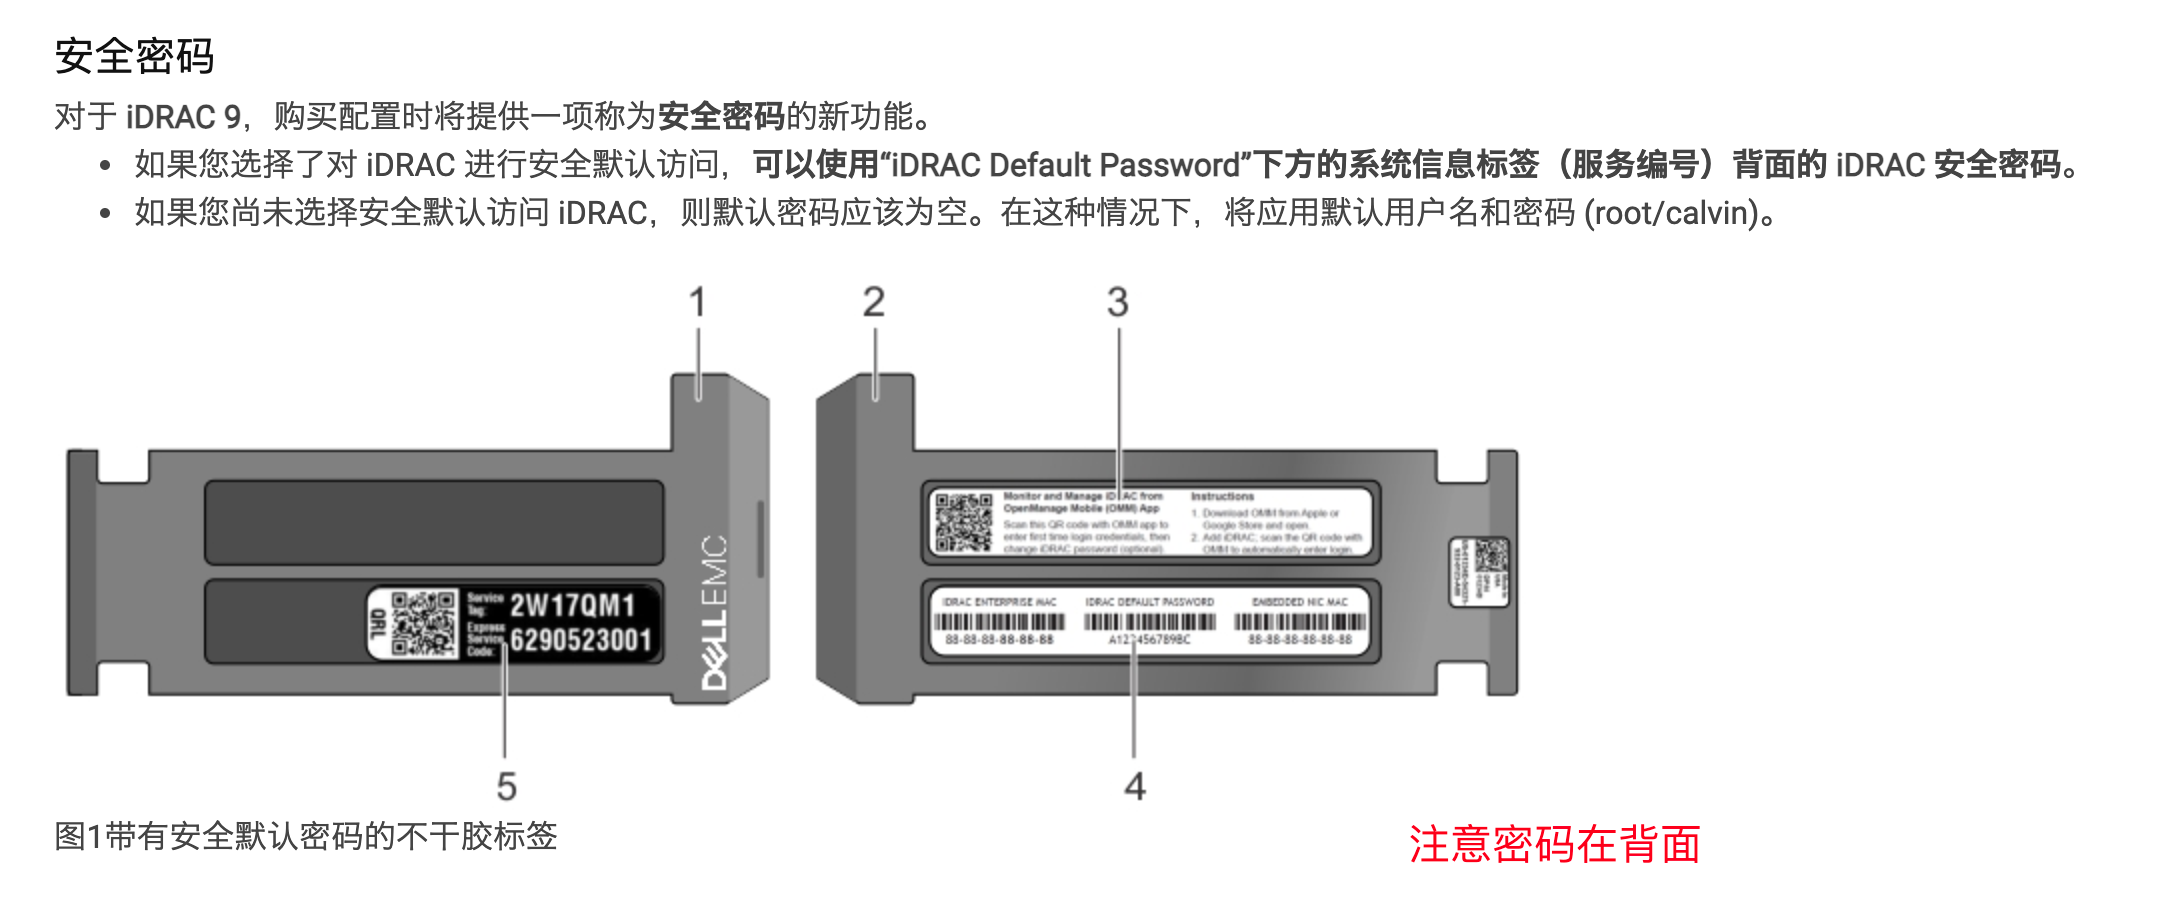 安全密码
对于 iDRAC 9，购买配置时将提供一项称为安全密码的新功能。
• 如果您选择了对 iDRAC 进行安全默认访问，可以使用“iDRAC Default Password”下方的系统信息标签（服务编号）背面的 iDRAC 安全密码。
• 如果您尚未选择安全默认访问 iDRAC，则默认密码应该为空。在这种情况下，将应用默认用户名和密码 (root/calvin)。
1
2
3
DELLEMC
QRL
Service Tag:
2W17QM1
Express Service Code:
6290523001
Monitor and Manage iDRAC from
OpenManage Mobile (OMM) App
Scan this QR code with OMM app to
enter first time login credentials, then
change iDRAC password (optional).
Instructions
1. Download OMM from Apple or
Google Store and open.
2. Add iDRAC; scan the QR code with
OMM to automatically enter login.
IDRAC ENTERPRISE MAC
88-88-88-88-88-88
IDRAC DEFAULT PASSWORD
A123456789BC
EMBEDDED NIC MAC
88-88-88-88-88-88
5
4
图1带有安全默认密码的不干胶标签
注意密码在背面